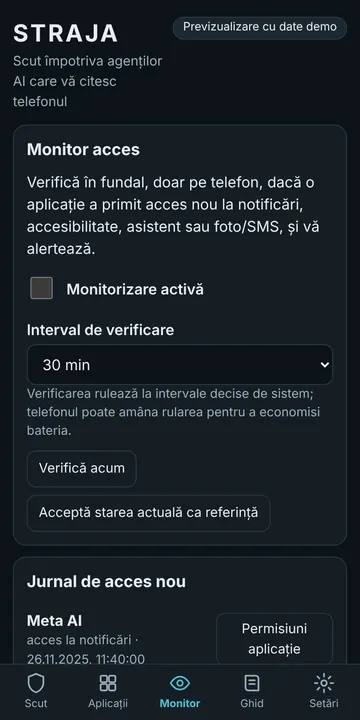 STRAJA
Previzualizare cu date demo
Scut împotriva agenților
AI care vă citesc
telefonul
Monitor acces
Verifică în fundal, doar pe telefon, dacă o
aplicație a primit acces nou la notificări,
accesibilitate, asistent sau foto/SMS, și vă
alertează.
Monitorizare activă
Interval de verificare
30 min
Verificarea rulează la intervale decise de sistem;
telefonul poate amâna rularea pentru a economisi
bateria.
Verifică acum
Acceptă starea actuală ca referință
Jurnal de acces nou
Meta AI
acces la notificări ·
26.11.2025, 11:40:00
Permisiuni
aplicație
Scut
Aplicații
Monitor
Ghid
Setări